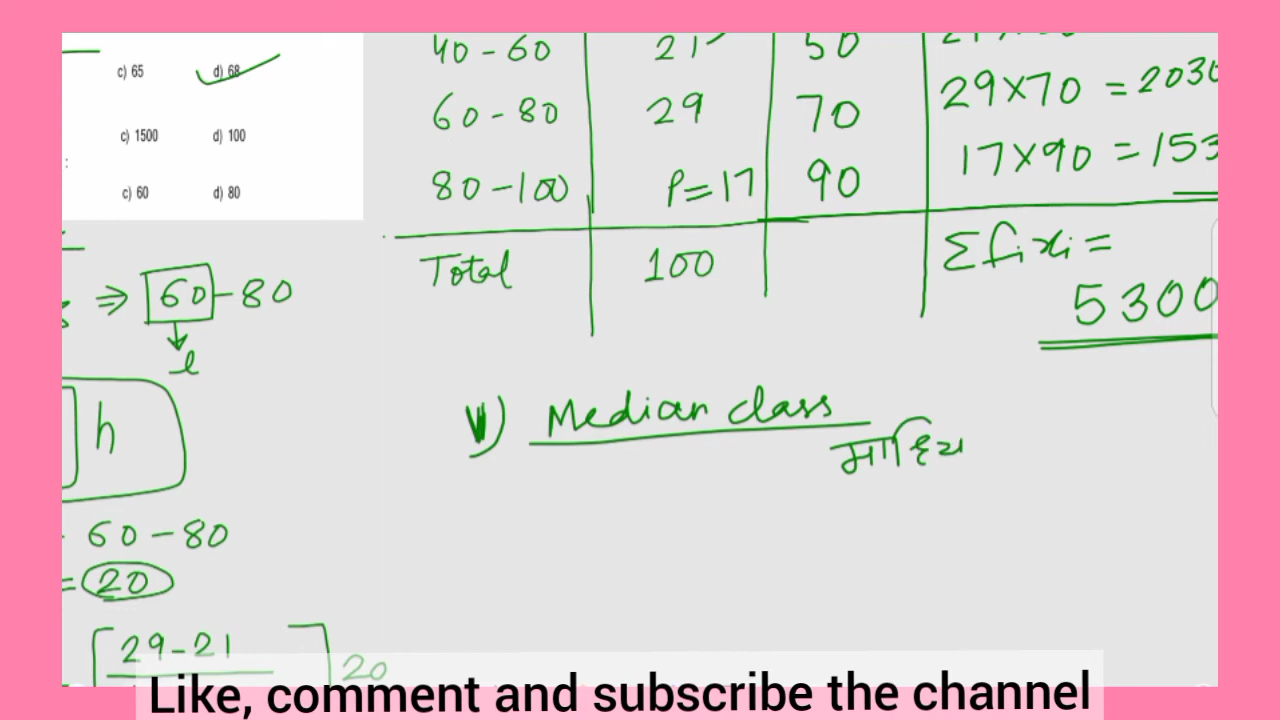 c) 65 d) 68
c) 1500 d) 100
:
c) 60 d) 80
40 - 60 21 50
60 - 80 29 70 29×70 = 2030
80 - 100 P=17 90 17×90 = 153
Total 100 Σfixi =
5300
⇒ 60 - 80
l
h
V) Median class
60 - 80
= 20
29 - 21
20
Like, comment and subscribe the channel